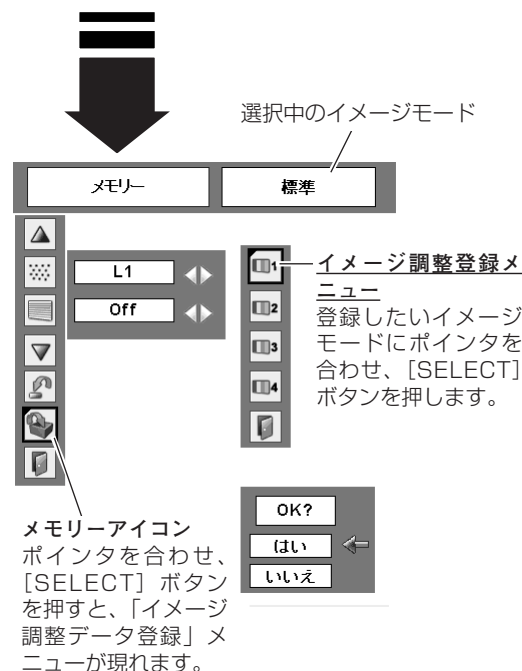 選択中のイメージモード
メモリー
標準
L1
Off
1
2
3
4
イメージ調整登録メ
ニュー
登録したいイメージ
モードにポインタを
合わせ、[SELECT]
ボタンを押します。
メモリーアイコン
ポインタを合わせ、
[SELECT] ボタン
を押すと、「イメージ
調整データ登録」メ
ニューが現れます。
OK?
はい
いいえ